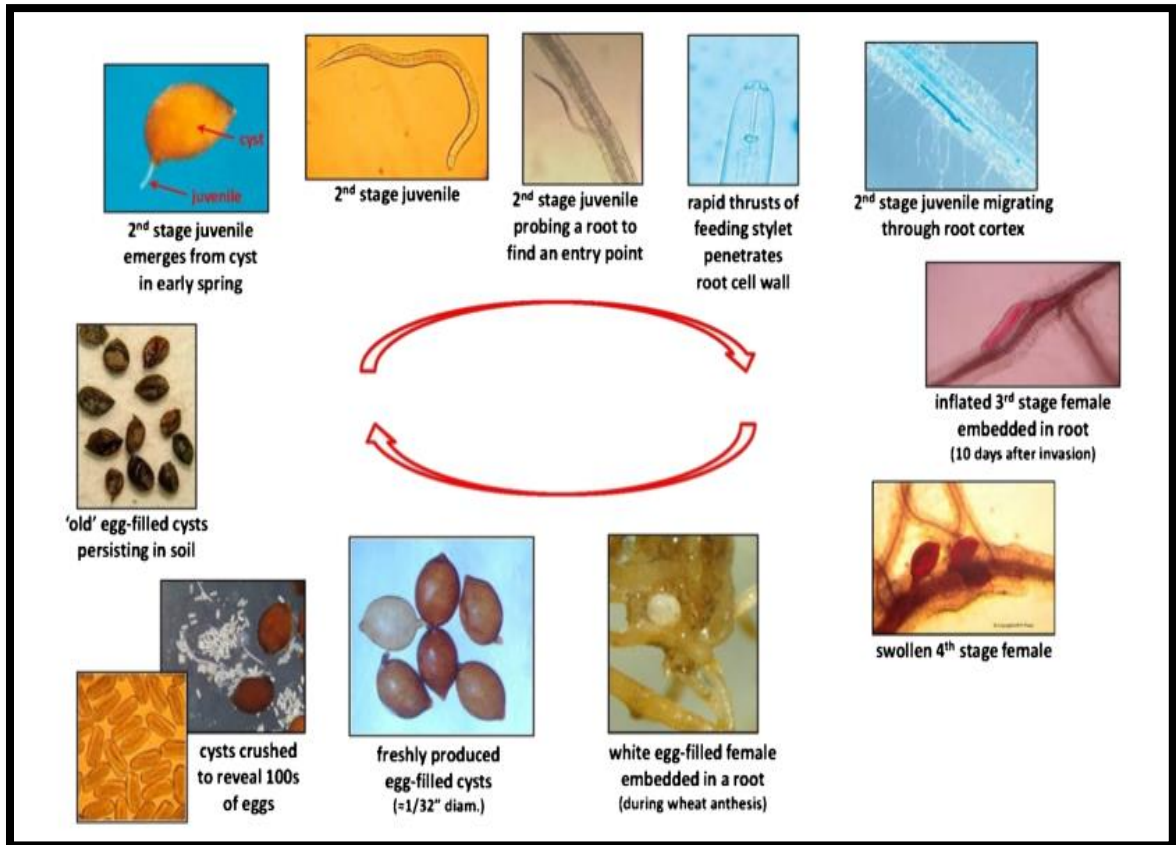 cyst
juvenile
2nd stage juvenile
emerges from cyst
in early spring
2nd stage juvenile
2nd stage juvenile
probing a root to
find an entry point
rapid thrusts of
feeding stylet
penetrates
root cell wall
2nd stage juvenile migrating
through root cortex
inflated 3rd stage female
embedded in root
(10 days after invasion)
swollen 4th stage female
white egg-filled female
embedded in a root
(during wheat anthesis)
freshly produced
egg-filled cysts
(=1/32" diam.)
cysts crushed
to reveal 100s
of eggs
'old' egg-filled cysts
persisting in soil